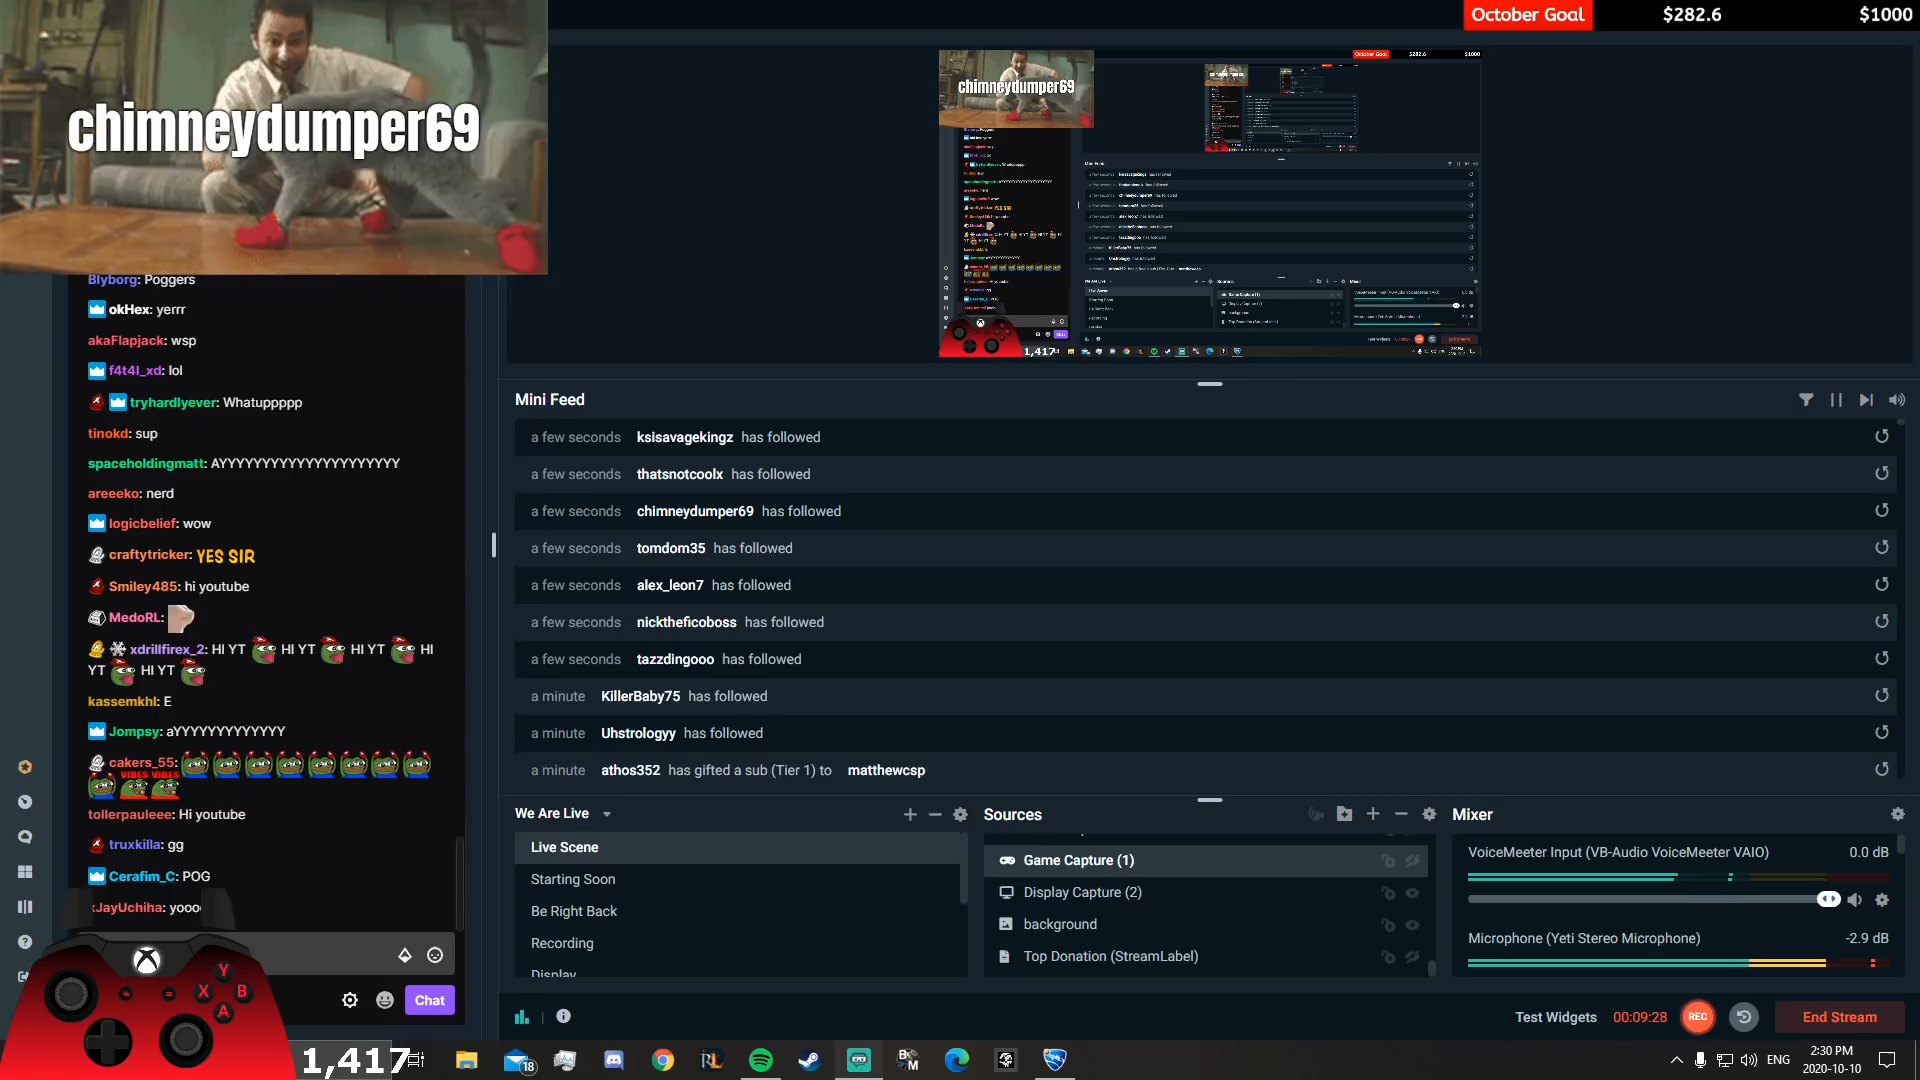 October Goal $282.6 $1000
chimneydumper69
chimneydumper69
Blyborg: Poggers
okHex: yerrr
akaFlapjack: wsp
f4t4l_xd: lol
tryhardlyever: Whatuppppp
tinokd: sup
spaceholdingmatt: AYYYYYYYYYYYYYYYYYYYYY
areeeko: nerd
logicbelief: wow
craftytricker: YES SIR
Smiley485: hi youtube
MedoRL:
xdrillfirex_2: HI YT HI YT HI YT HI
YT HI YT
kassemkhl: E
Jompsy: aYYYYYYYYYYYYY
cakers_55:
VIBES VIBES
tollerpauleee: Hi youtube
truxkilla: gg
Cerafim_C: POG
xJayUchiha: yooo
Chat
Y
X B
A
1,417
Mini Feed
a few seconds ksisavagekingz has followed
a few seconds thatsnotcoolx has followed
a few seconds chimneydumper69 has followed
a few seconds tomdom35 has followed
a few seconds alex_leon7 has followed
a few seconds nicktheficoboss has followed
a few seconds tazzdingooo has followed
a minute KillerBaby75 has followed
a minute Uhstrologyy has followed
a minute athos352 has gifted a sub (Tier 1) to matthewcsp
We Are Live
Live Scene
Starting Soon
Be Right Back
Recording
Display
Sources
Game Capture (1)
Display Capture (2)
background
Top Donation (StreamLabel)
Mixer
VoiceMeeter Input (VB-Audio VoiceMeeter VAIO) 0.0 dB
Microphone (Yeti Stereo Microphone) -2.9 dB
Test Widgets 00:09:28 REC End Stream
18
ENG 2:30 PM
2020-10-10